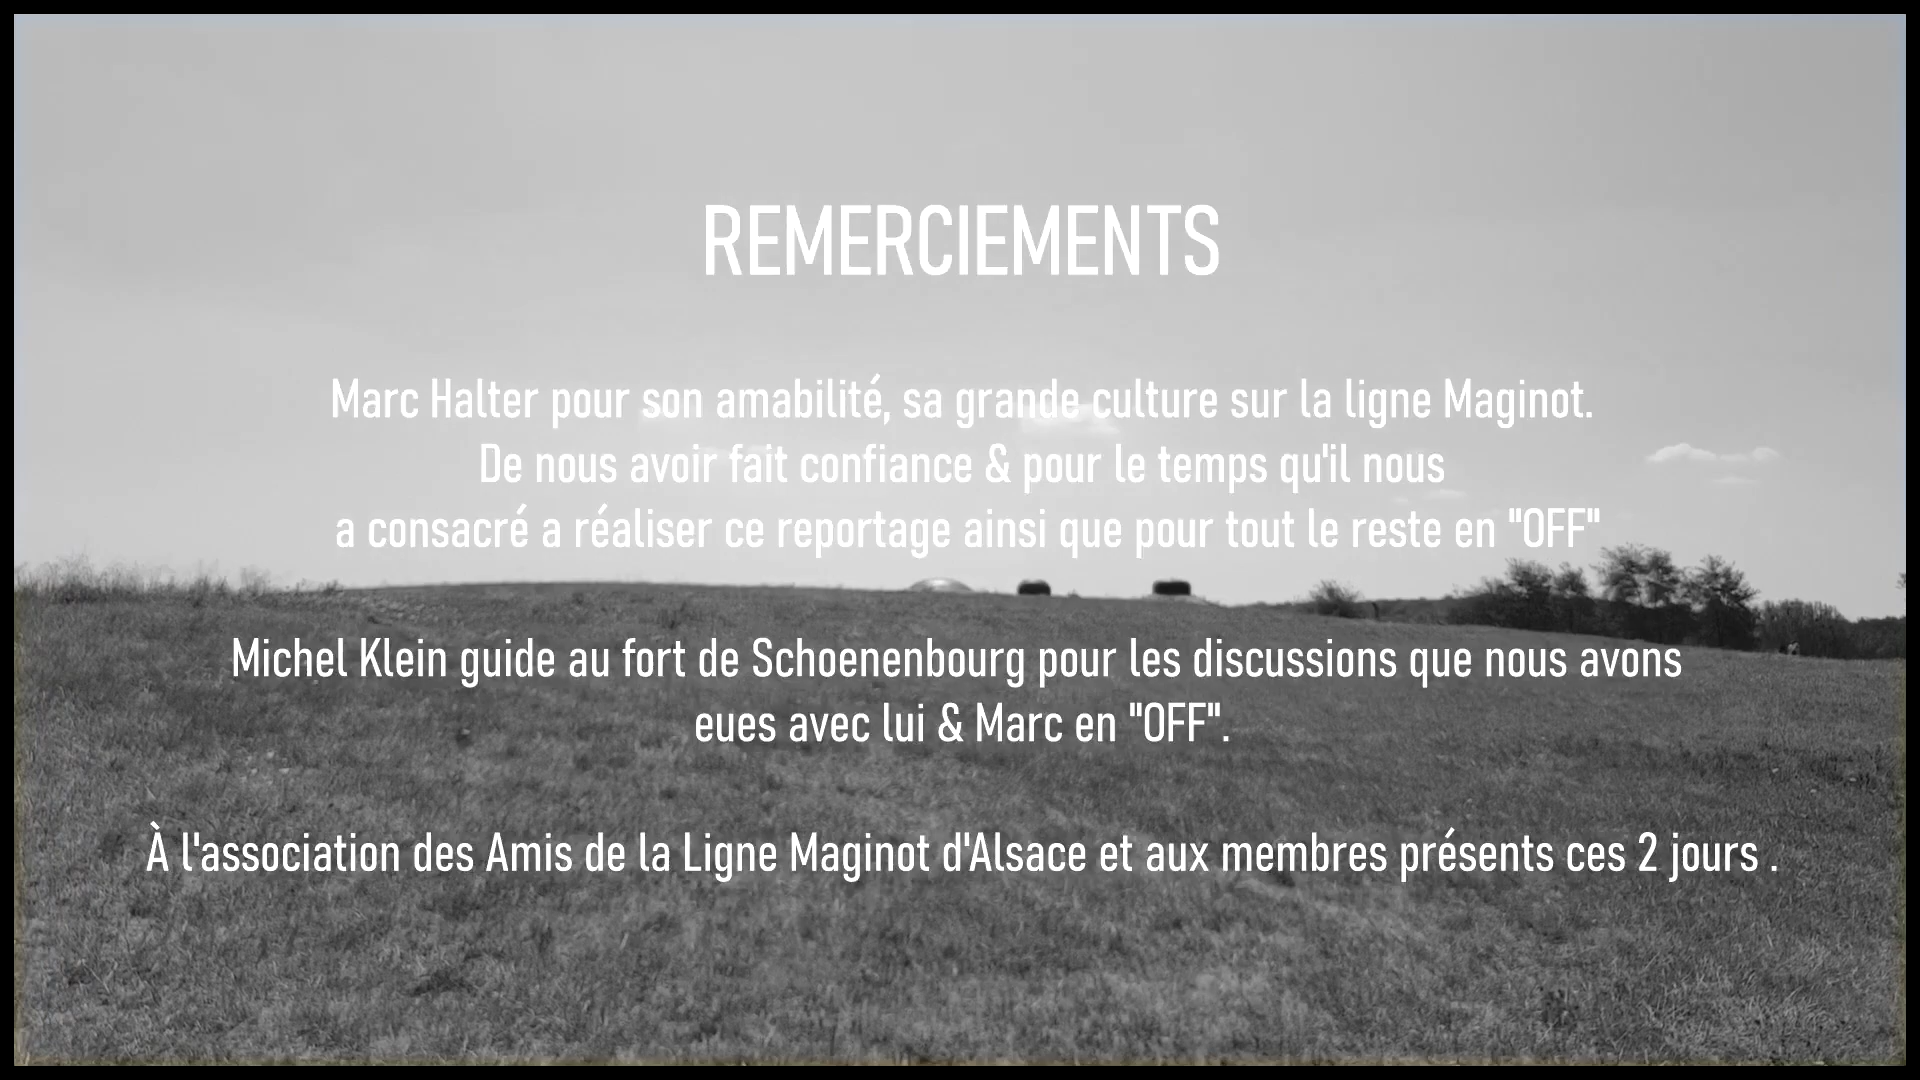 REMERCIEMENTS
Marc Halter pour son amabilité, sa grande culture sur la ligne Maginot.
De nous avoir fait confiance & pour le temps qu'il nous
a consacré a réaliser ce reportage ainsi que pour tout le reste en "OFF"
Michel Klein guide au fort de Schoenenbourg pour les discussions que nous avons
eues avec lui & Marc en "OFF".
À l'association des Amis de la Ligne Maginot d'Alsace et aux membres présents ces 2 jours .